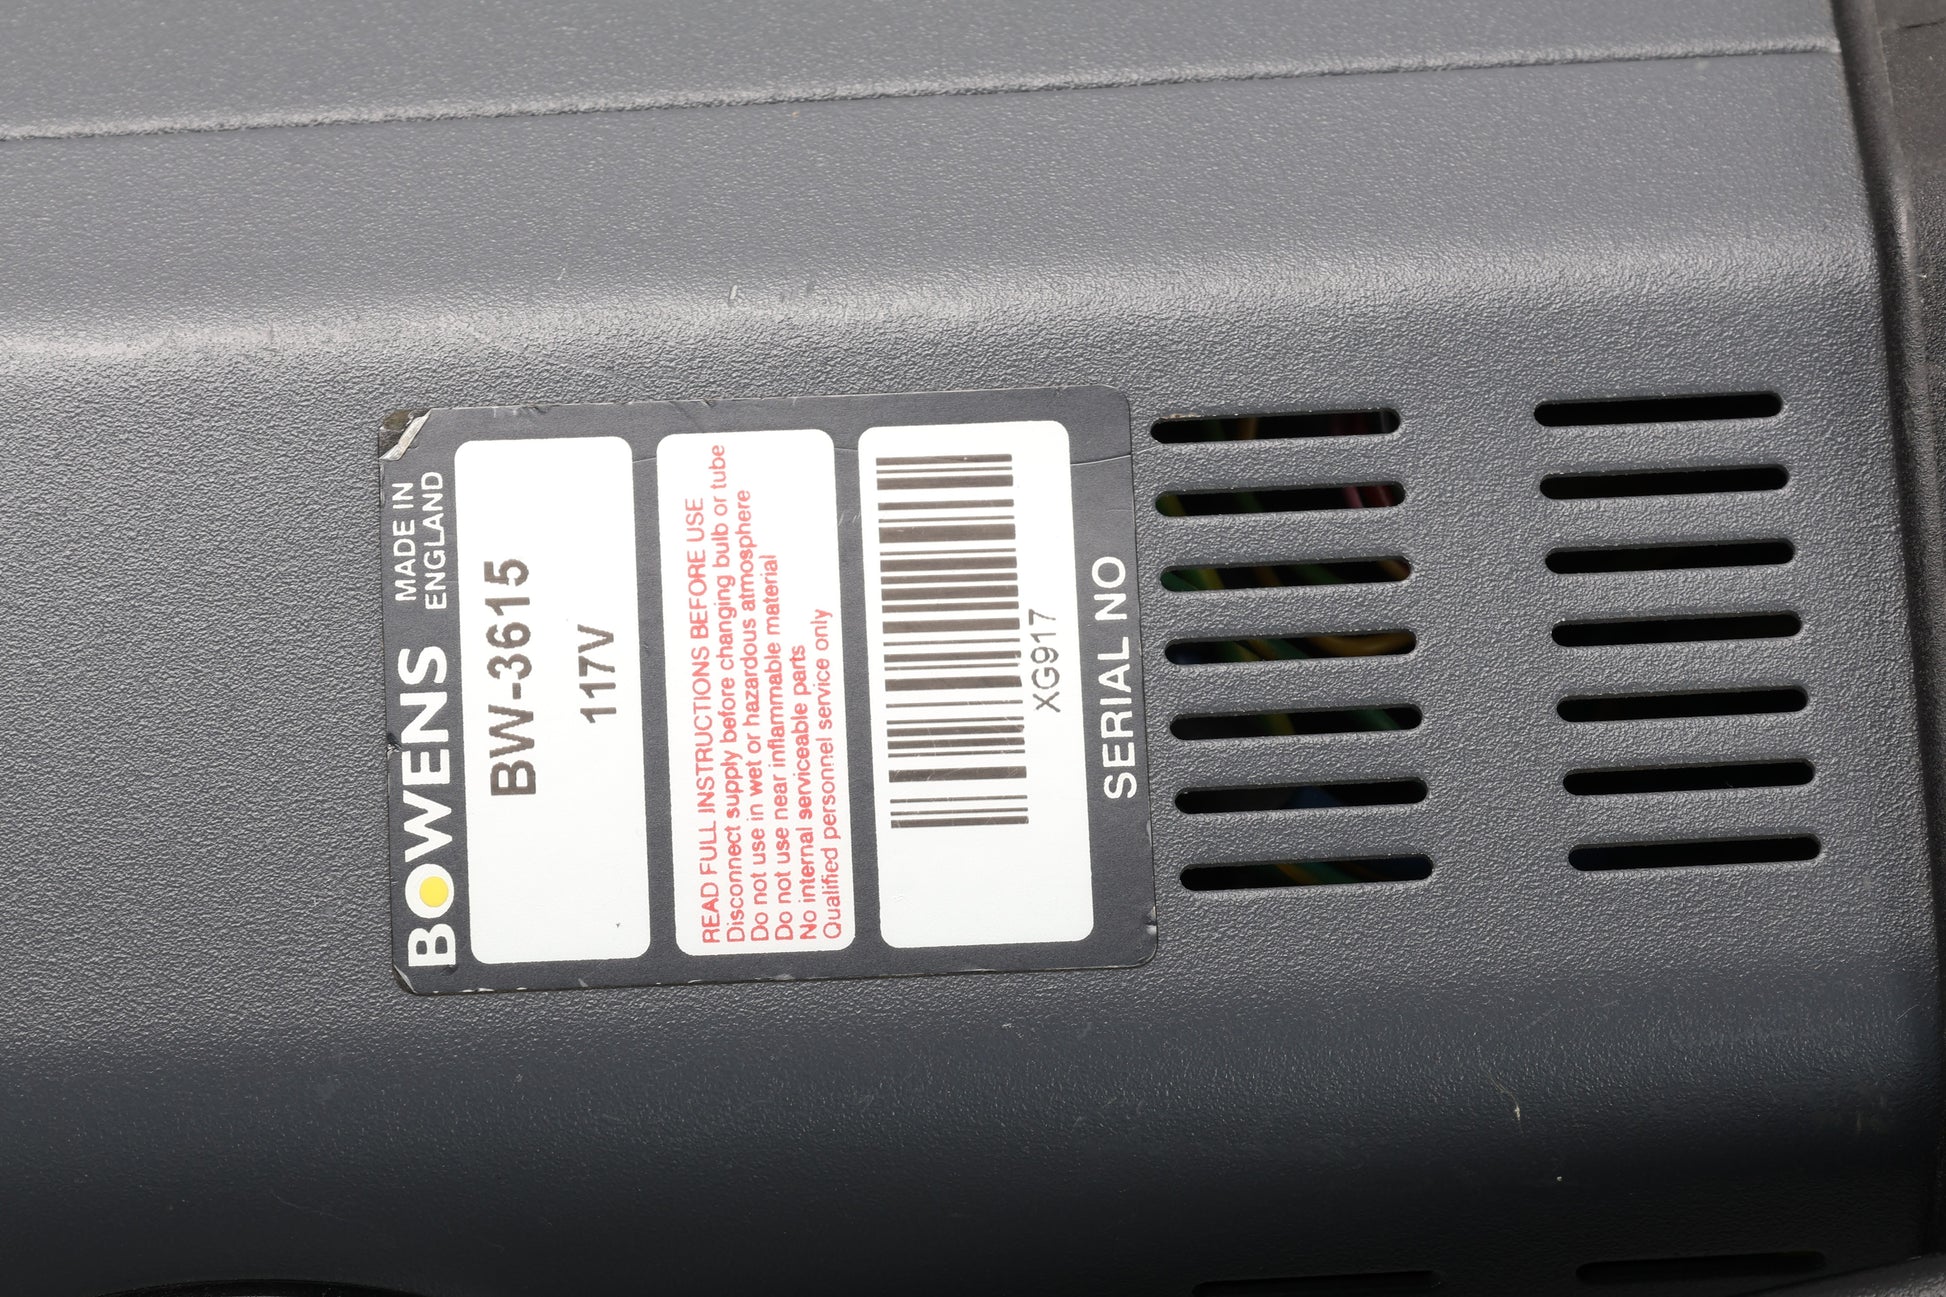 BOWENS MADE IN
ENGLAND
BW-3615
117V
READ FULL INSTRUCTIONS BEFORE USE
Disconnect supply before changing bulb or tube
Do not use in wet or hazardous atmosphere
Do not use near inflammable material
No internal serviceable parts
Qualified personnel service only
XG917
SERIAL NO